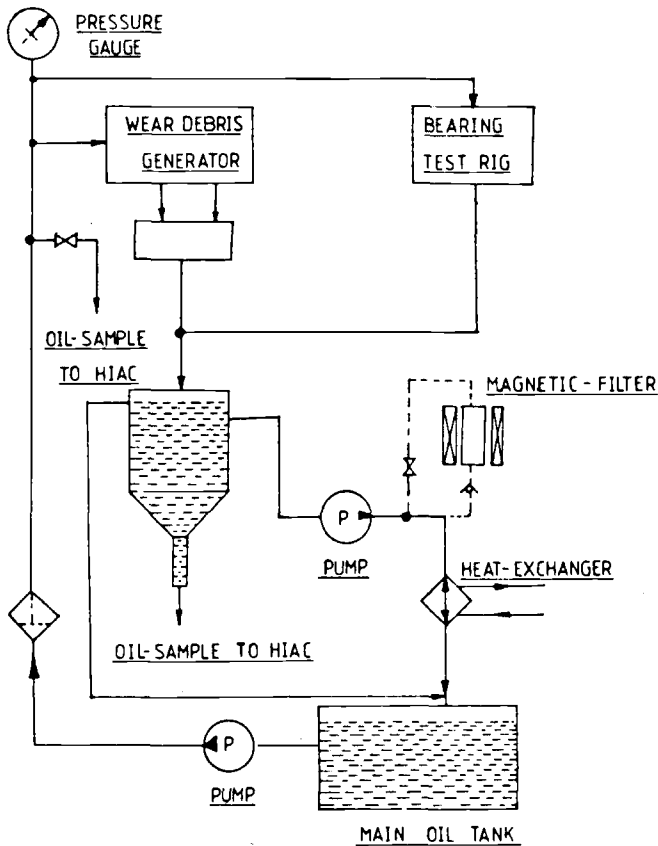 PRESSURE
GAUGE
WEAR DEBRIS
GENERATOR
BEARING
TEST RIG
OIL-SAMPLE
TO HIAC
MAGNETIC-FILTER
P
PUMP
HEAT-EXCHANGER
OIL-SAMPLE TO HIAC
P
PUMP
MAIN OIL TANK